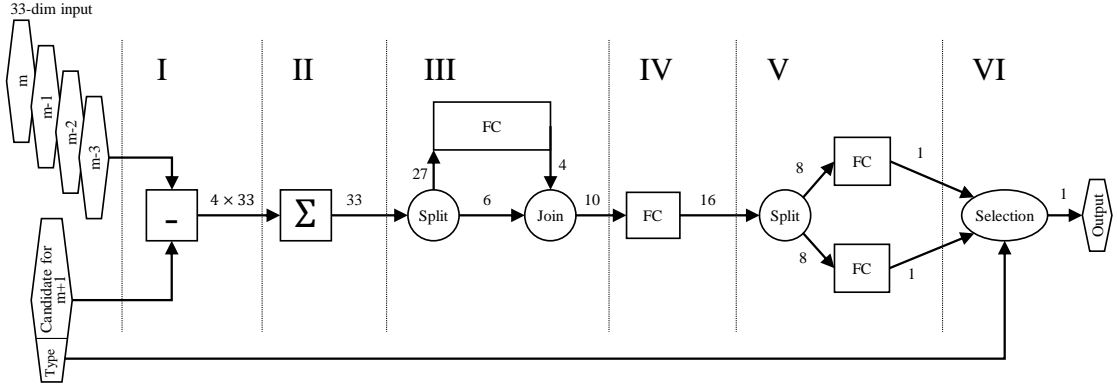 33-dim input
m
m-1
m-2
m-3
Candidate for
m+1
Type
I
II
III
IV
V
VI
-
4 × 33
Σ
33
Split
27
FC
4
6
Join
10
FC
16
Split
8
FC
1
8
FC
1
Selection
1
Output